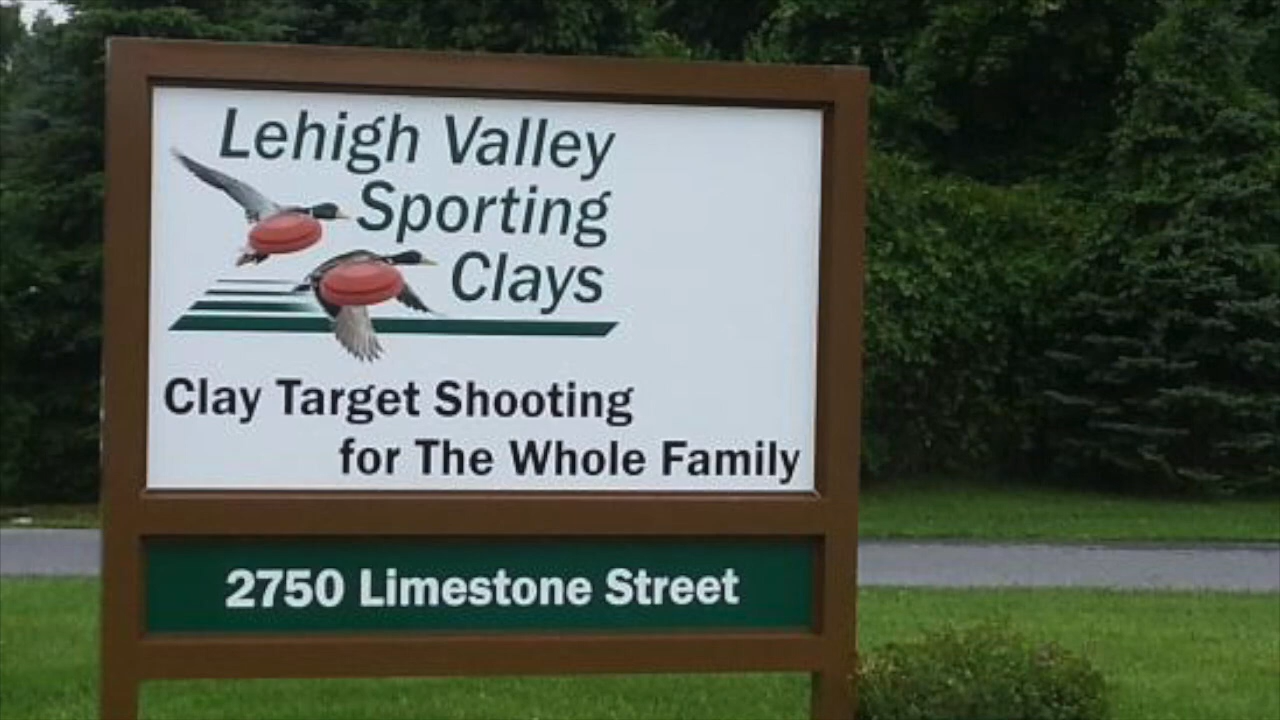 Lehigh Valley
Sporting
Clays
Clay Target Shooting
for The Whole Family
2750 Limestone Street